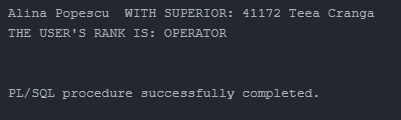 Alina Popescu  WITH SUPERIOR: 41172 Teea Cranga
THE USER'S RANK IS: OPERATOR
PL/SQL procedure successfully completed.